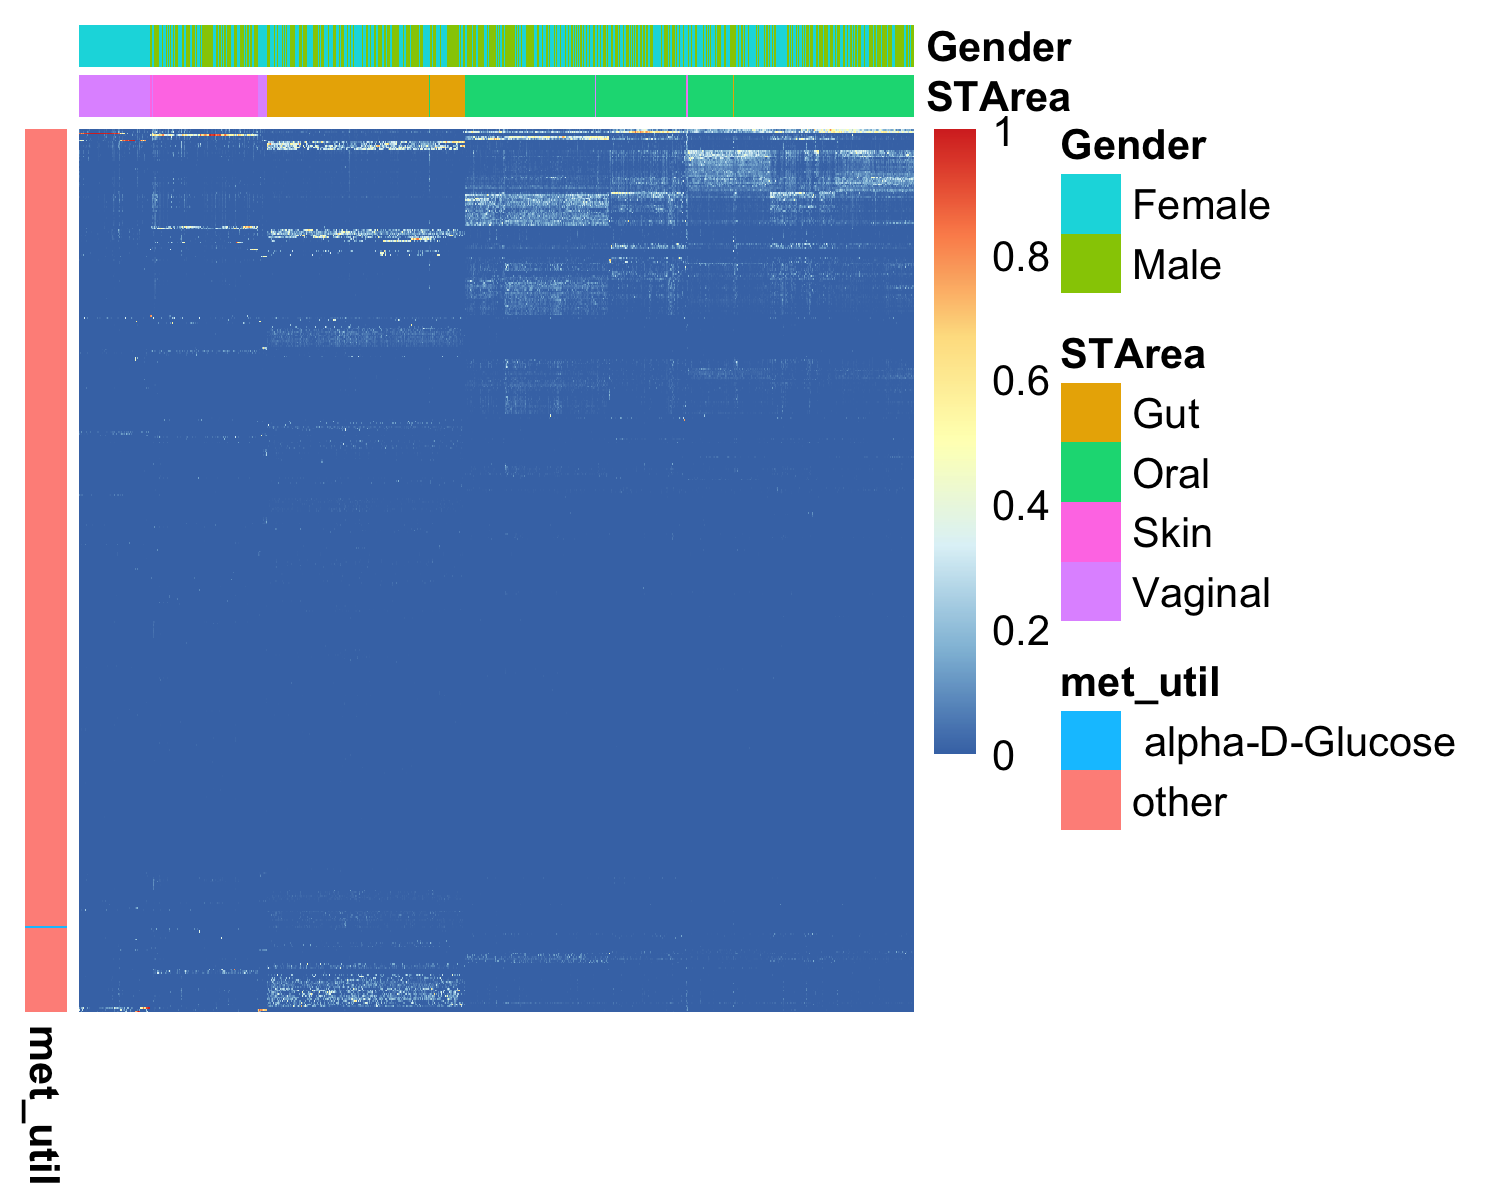 Gender
STArea
1
0.8
0.6
0.4
0.2
0
Gender
Female
Male
STArea
Gut
Oral
Skin
Vaginal
met_util
alpha-D-Glucose
other
met_util